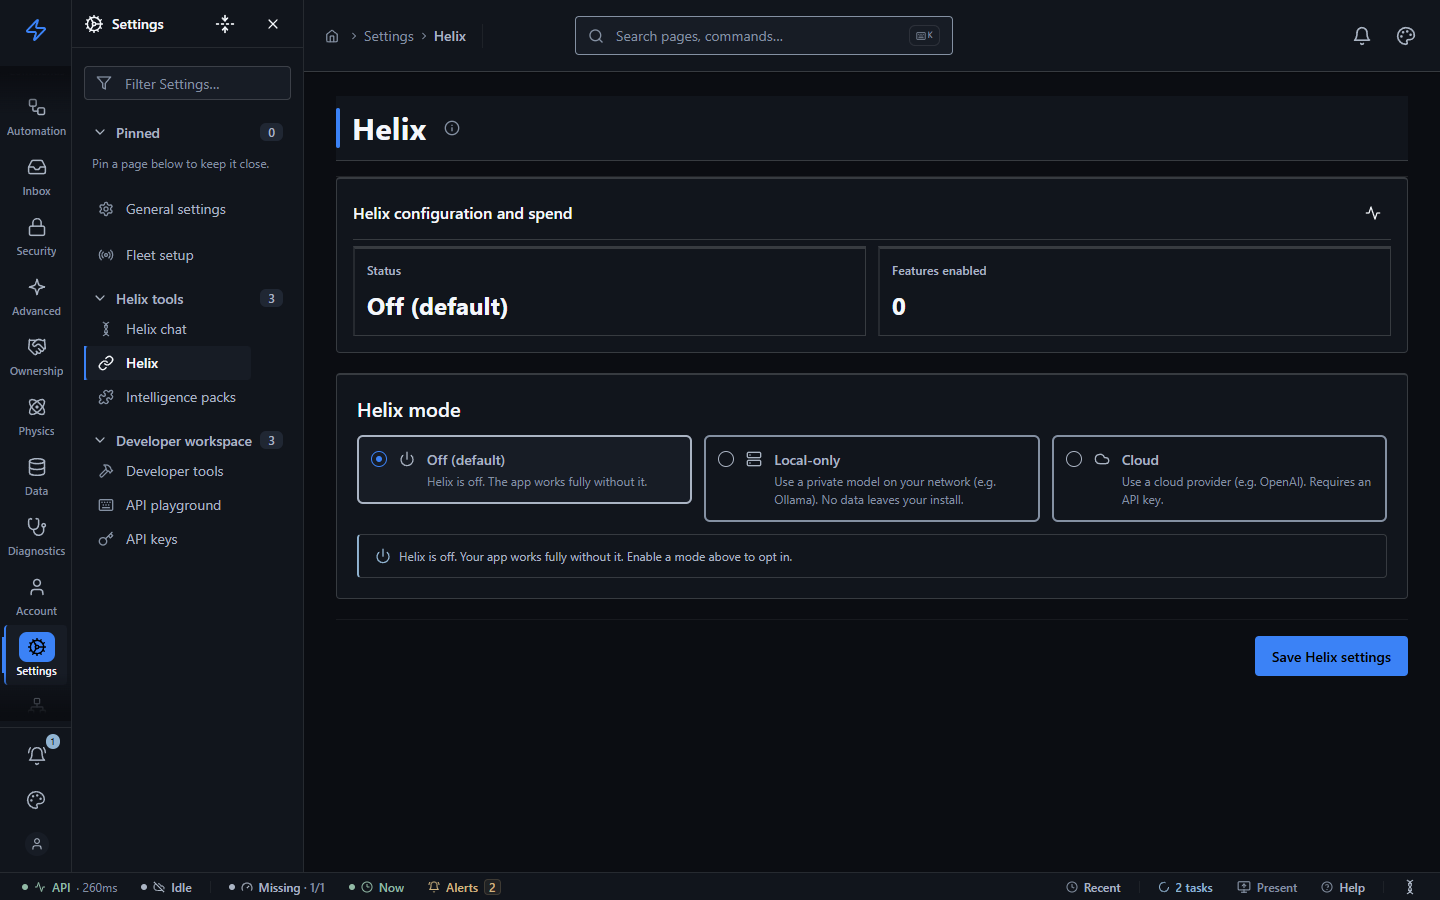 Settings
Settings
Helix
Search pages, commands...
K
Filter Settings...
Automation
Inbox
Security
Advanced
Ownership
Physics
Data
Diagnostics
Account
Settings
1
Pinned
0
Pin a page below to keep it close.
General settings
Fleet setup
Helix tools
3
Helix chat
Helix
Intelligence packs
Developer workspace
3
Developer tools
API playground
API keys
Helix
Helix configuration and spend
Status
Off (default)
Features enabled
0
Helix mode
Off (default)
Helix is off. The app works fully without it.
Local-only
Use a private model on your network (e.g.
Ollama). No data leaves your install.
Cloud
Use a cloud provider (e.g. OpenAI). Requires an
API key.
Helix is off. Your app works fully without it. Enable a mode above to opt in.
Save Helix settings
API · 260ms
Idle
Missing · 1/1
Now
Alerts 2
Recent
2 tasks
Present
Help